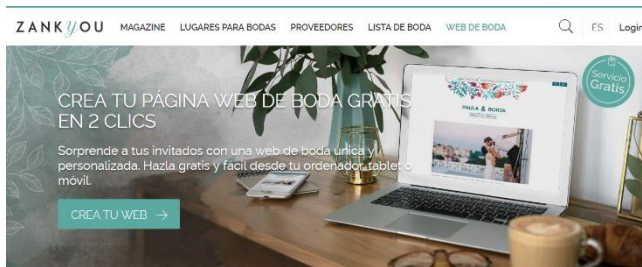 ZANKYOU MAGAZINE LUGARES PARA BODAS PROVEEDORES LISTA DE BODA WEB DE BODA ES Login
Servicio
Gratis
CREA TU PÁGINA WEB DE BODA GRATIS
EN 2 CLICS
PAULA & BORJA
Sorprende a tus invitados con una web de boda única y
personalizada. Hazla gratis y fácil desde tu ordenador, tablet o
móvil.
CREA TU WEB →